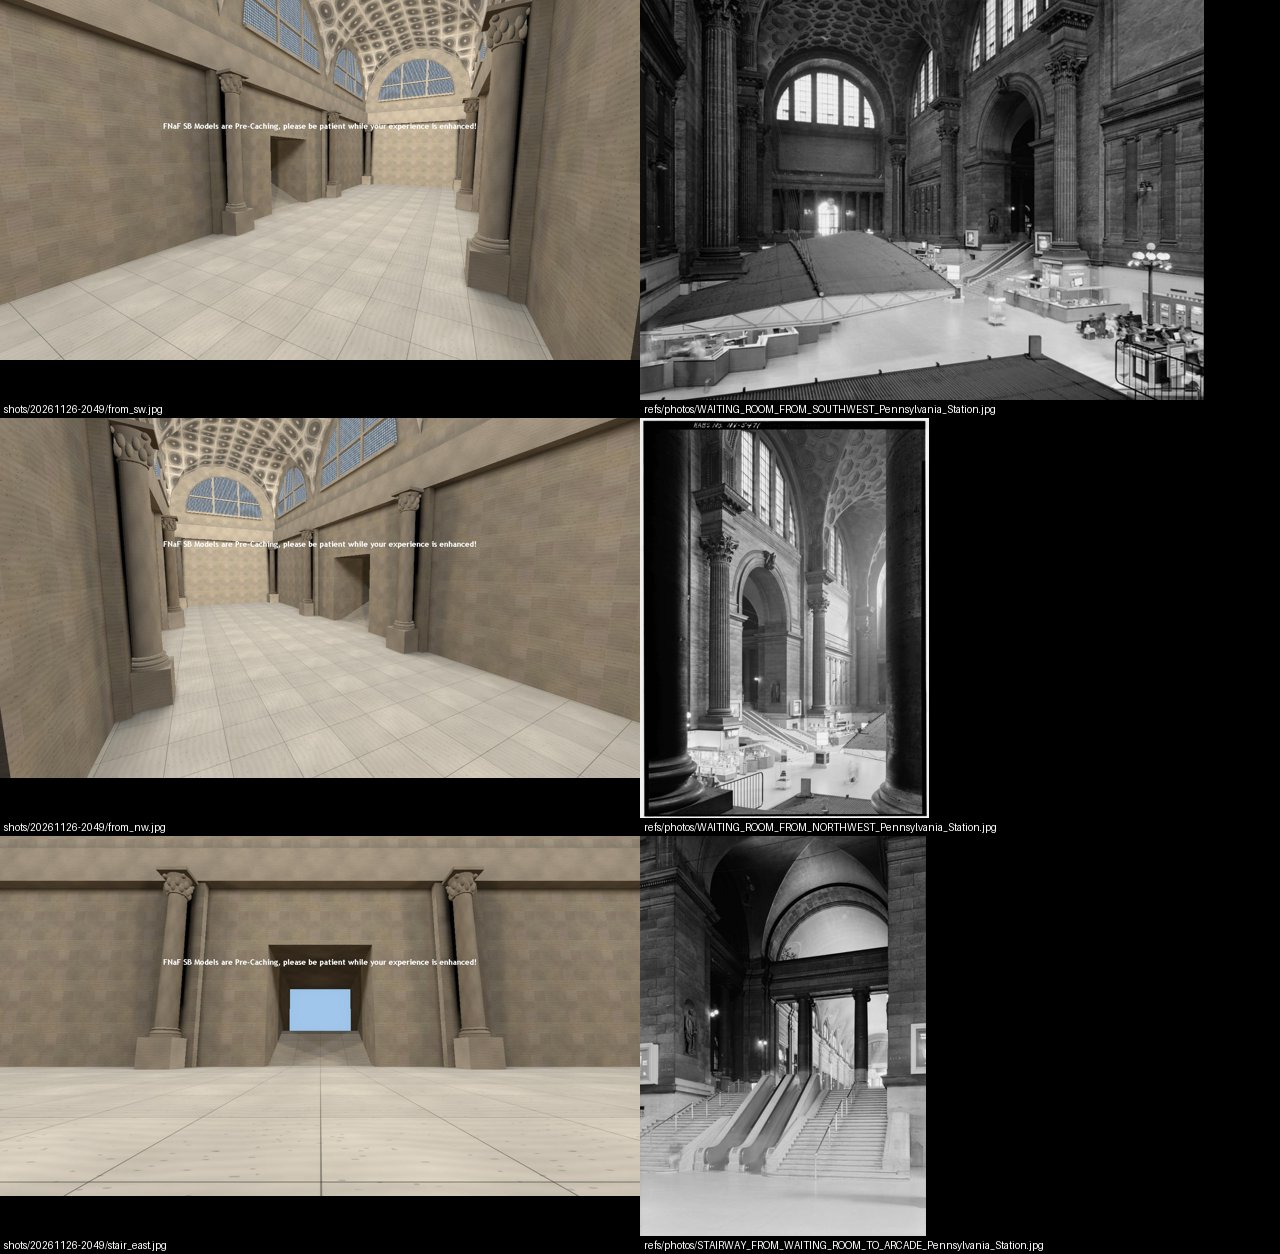 FNaF SB Models are Pre-Caching, please be patient while your experience is enhanced!
shots/20261126-2049/from_sw.jpg
refs/photos/WAITING_ROOM_FROM_SOUTHWEST_Pennsylvania_Station.jpg
FNaF SB Models are Pre-Caching, please be patient while your experience is enhanced!
shots/20261126-2049/from_nw.jpg
refs/photos/WAITING_ROOM_FROM_NORTHWEST_Pennsylvania_Station.jpg
FNaF SB Models are Pre-Caching, please be patient while your experience is enhanced!
shots/20261126-2049/stair_east.jpg
refs/photos/STAIRWAY_FROM_WAITING_ROOM_TO_ARCADE_Pennsylvania_Station.jpg